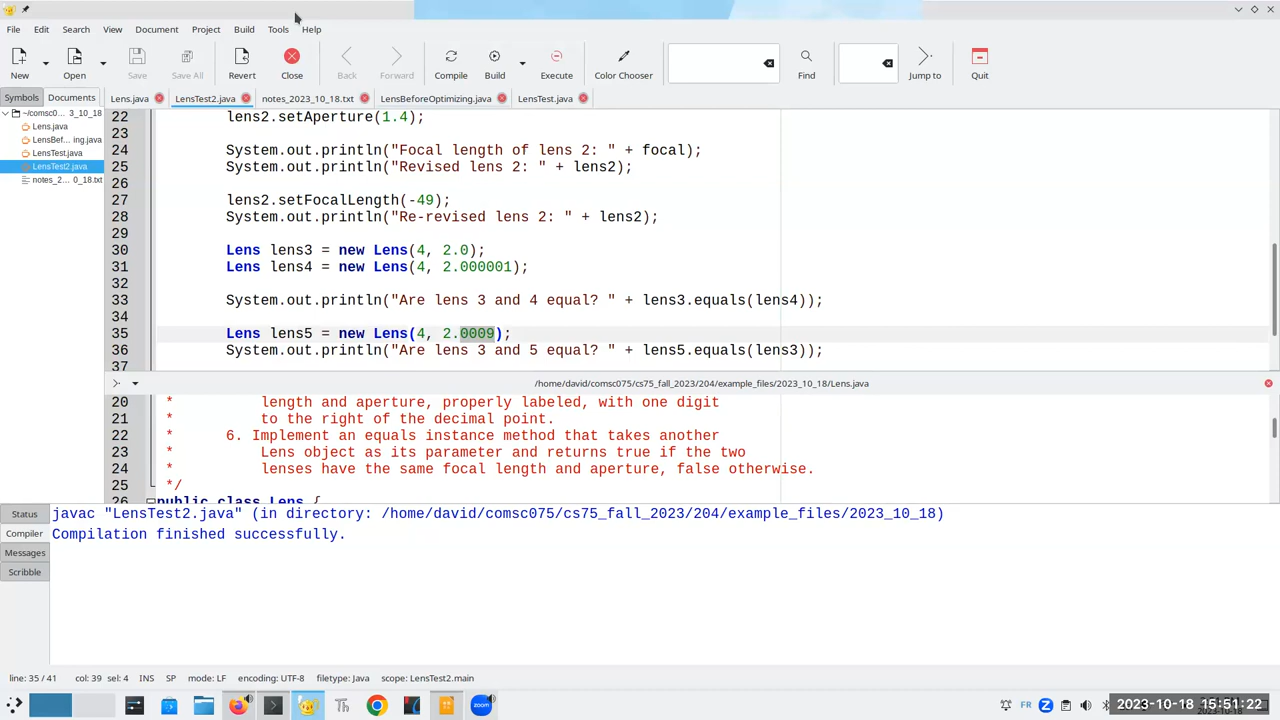 File Edit Search View Document Project Build Tools Help
New Open Save Save All Revert Close Back Forward Compile Build Execute Color Chooser Find Jump to Quit
Symbols Documents Lens.java LensTest2.java notes_2023_10_18.txt LensBeforeOptimizing.java LensTest.java
~/comsc0... 3_10_18
Lens.java
LensBef... ing.java
LensTest.java
LensTest2.java
notes_2... 0_18.txt
22 lens2.setAperture(1.4);
23
24 System.out.println("Focal length of lens 2: " + focal);
25 System.out.println("Revised lens 2: " + lens2);
26
27 lens2.setFocalLength(-49);
28 System.out.println("Re-revised lens 2: " + lens2);
29
30 Lens lens3 = new Lens(4, 2.0);
31 Lens lens4 = new Lens(4, 2.000001);
32
33 System.out.println("Are lens 3 and 4 equal? " + lens3.equals(lens4));
34
35 Lens lens5 = new Lens(4, 2.0009);
36 System.out.println("Are lens 3 and 5 equal? " + lens5.equals(lens3));
37
/home/david/comsc075/cs75_fall_2023/204/example_files/2023_10_18/Lens.java
20 * length and aperture, properly labeled, with one digit
21 * to the right of the decimal point.
22 * 6. Implement an equals instance method that takes another
23 * Lens object as its parameter and returns true if the two
24 * lenses have the same focal length and aperture, false otherwise.
25 */
26 public class Lens {
Status
Compiler
Messages
Scribble
javac "LensTest2.java" (in directory: /home/david/comsc075/cs75_fall_2023/204/example_files/2023_10_18)
Compilation finished successfully.
line: 35 / 41 col: 39 sel: 4 INS SP mode: LF encoding: UTF-8 filetype: Java scope: LensTest2.main
Th zoom FR Z 2023-10-18 15:51:22